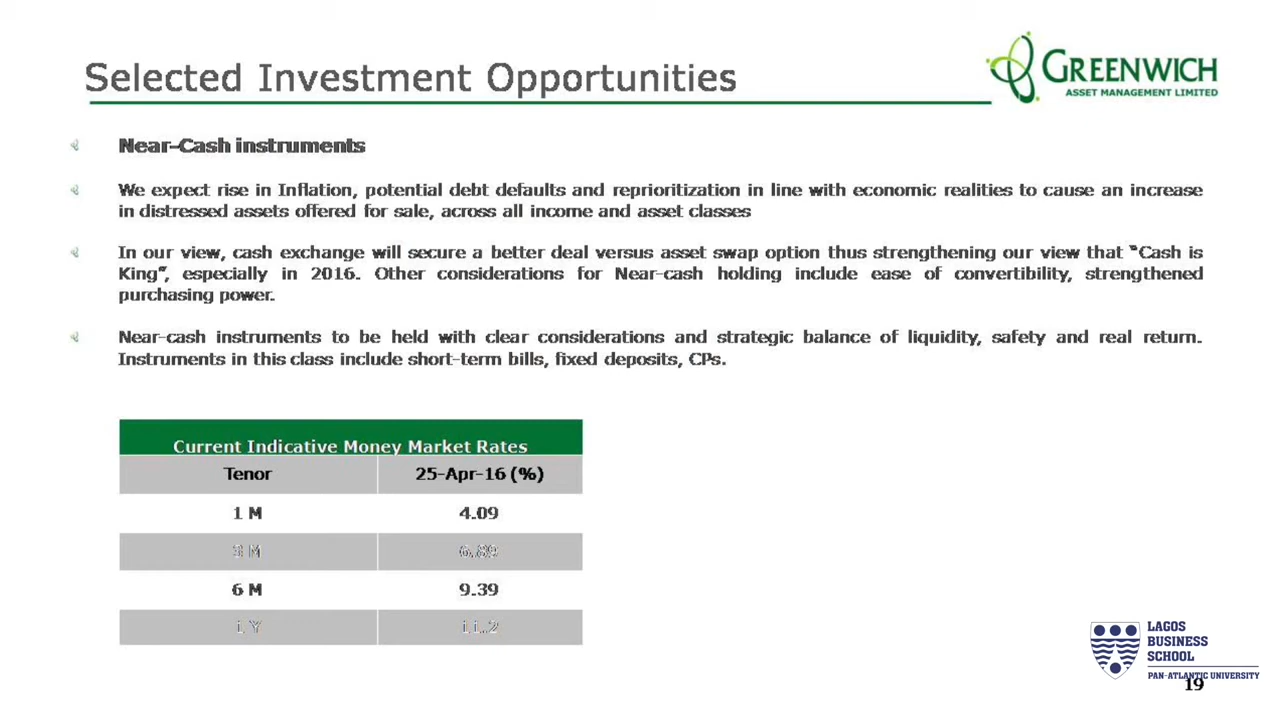 Selected Investment Opportunities
GREENWICH
ASSET MANAGEMENT LIMITED
Near-Cash instruments
We expect rise in Inflation, potential debt defaults and reprioritization in line with economic realities to cause an increase
in distressed assets offered for sale, across all income and asset classes
In our view, cash exchange will secure a better deal versus asset swap option thus strengthening our view that “Cash is
King”, especially in 2016. Other considerations for Near-cash holding include ease of convertibility, strengthened
purchasing power.
Near-cash instruments to be held with clear considerations and strategic balance of liquidity, safety and real return.
Instruments in this class include short-term bills, fixed deposits, CPs.
Current Indicative Money Market Rates
Tenor 25-Apr-16 (%)
1 M 4.09
3 M 6.89
6 M 9.39
1 Y 11.2
LAGOS
BUSINESS
SCHOOL
PAN-ATLANTIC UNIVERSITY
19